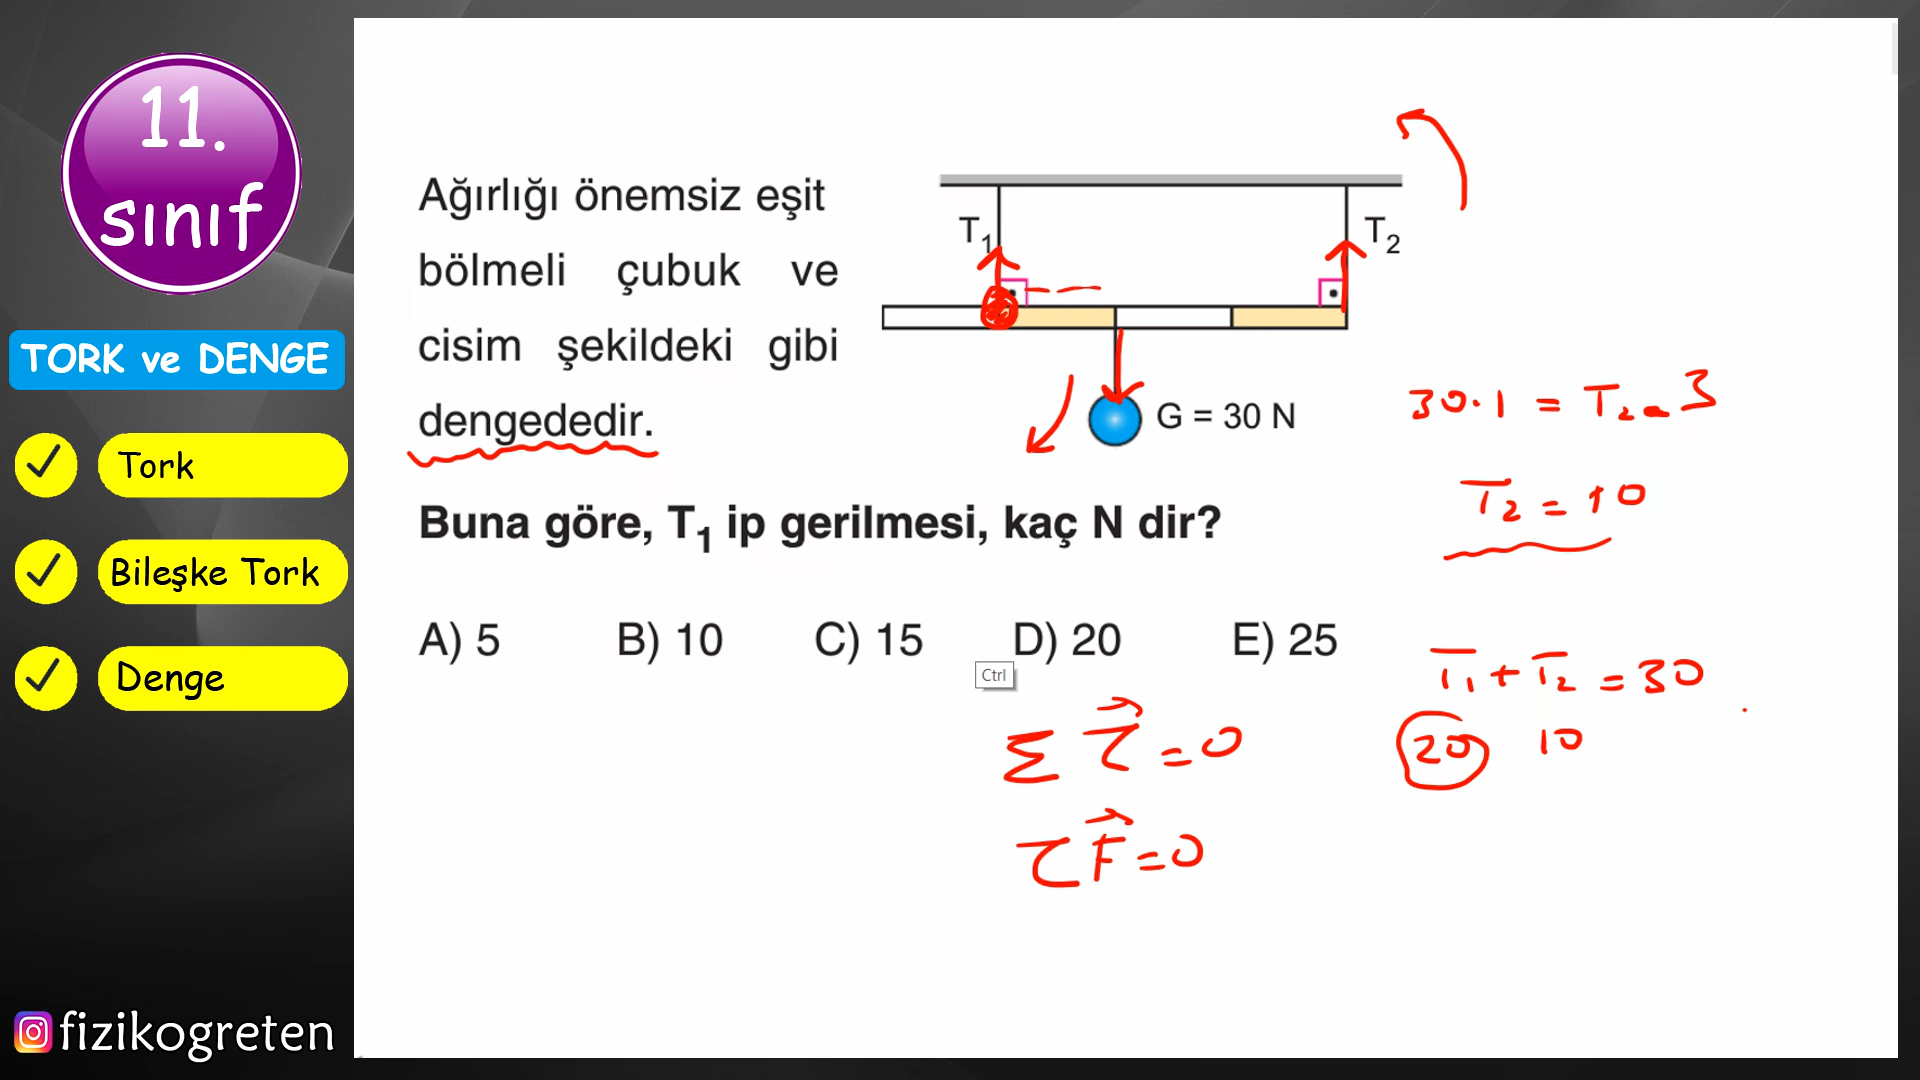 11.
sınıf
TORK ve DENGE
Tork
Bileşke Tork
Denge
fizikogreten
Ağırlığı önemsiz eşit
bölmeli çubuk ve
cisim şekildeki gibi
dengededir.
T1
T2
G = 30 N
Buna göre, T1 ip gerilmesi, kaç N dir?
A) 5 B) 10 C) 15 D) 20 E) 25
Ctrl
30.1 = T2 . 3
T2 = 10
T1 + T2 = 30
20 10
Σ τ = 0
Σ F = 0